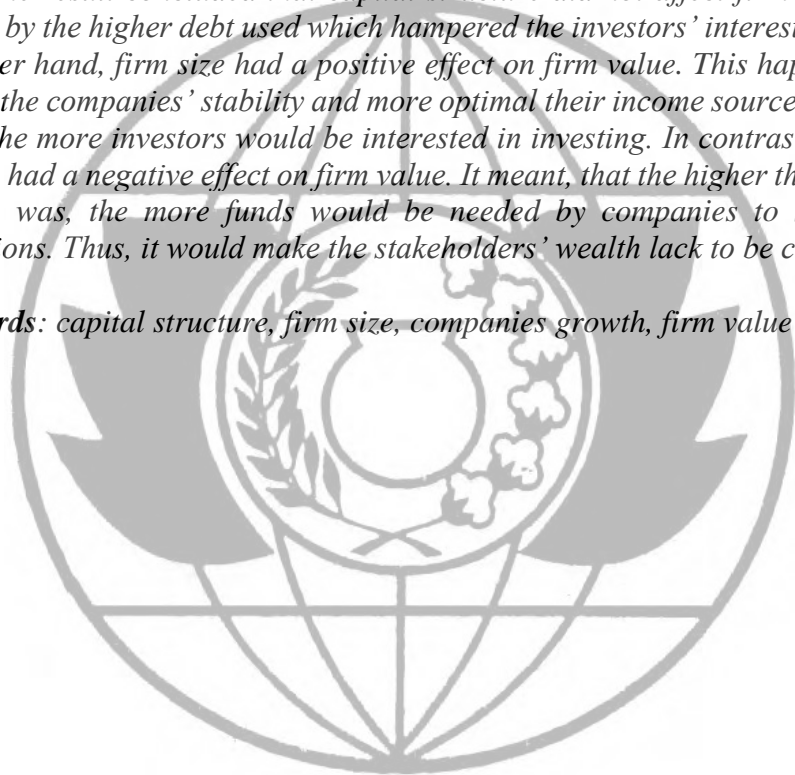 by the higher debt used which hampered the investors' interes
er hand, firm size had a positive effect on firm value. This hap
the companies' stability and more optimal their income source
he more investors would be interested in investing. In contras
had a negative effect on firm value. It meant, that the higher th
was, the more funds would be needed by companies to
ions. Thus, it would make the stakeholders' wealth lack to be c
rds: capital structure, firm size, companies growth, firm value